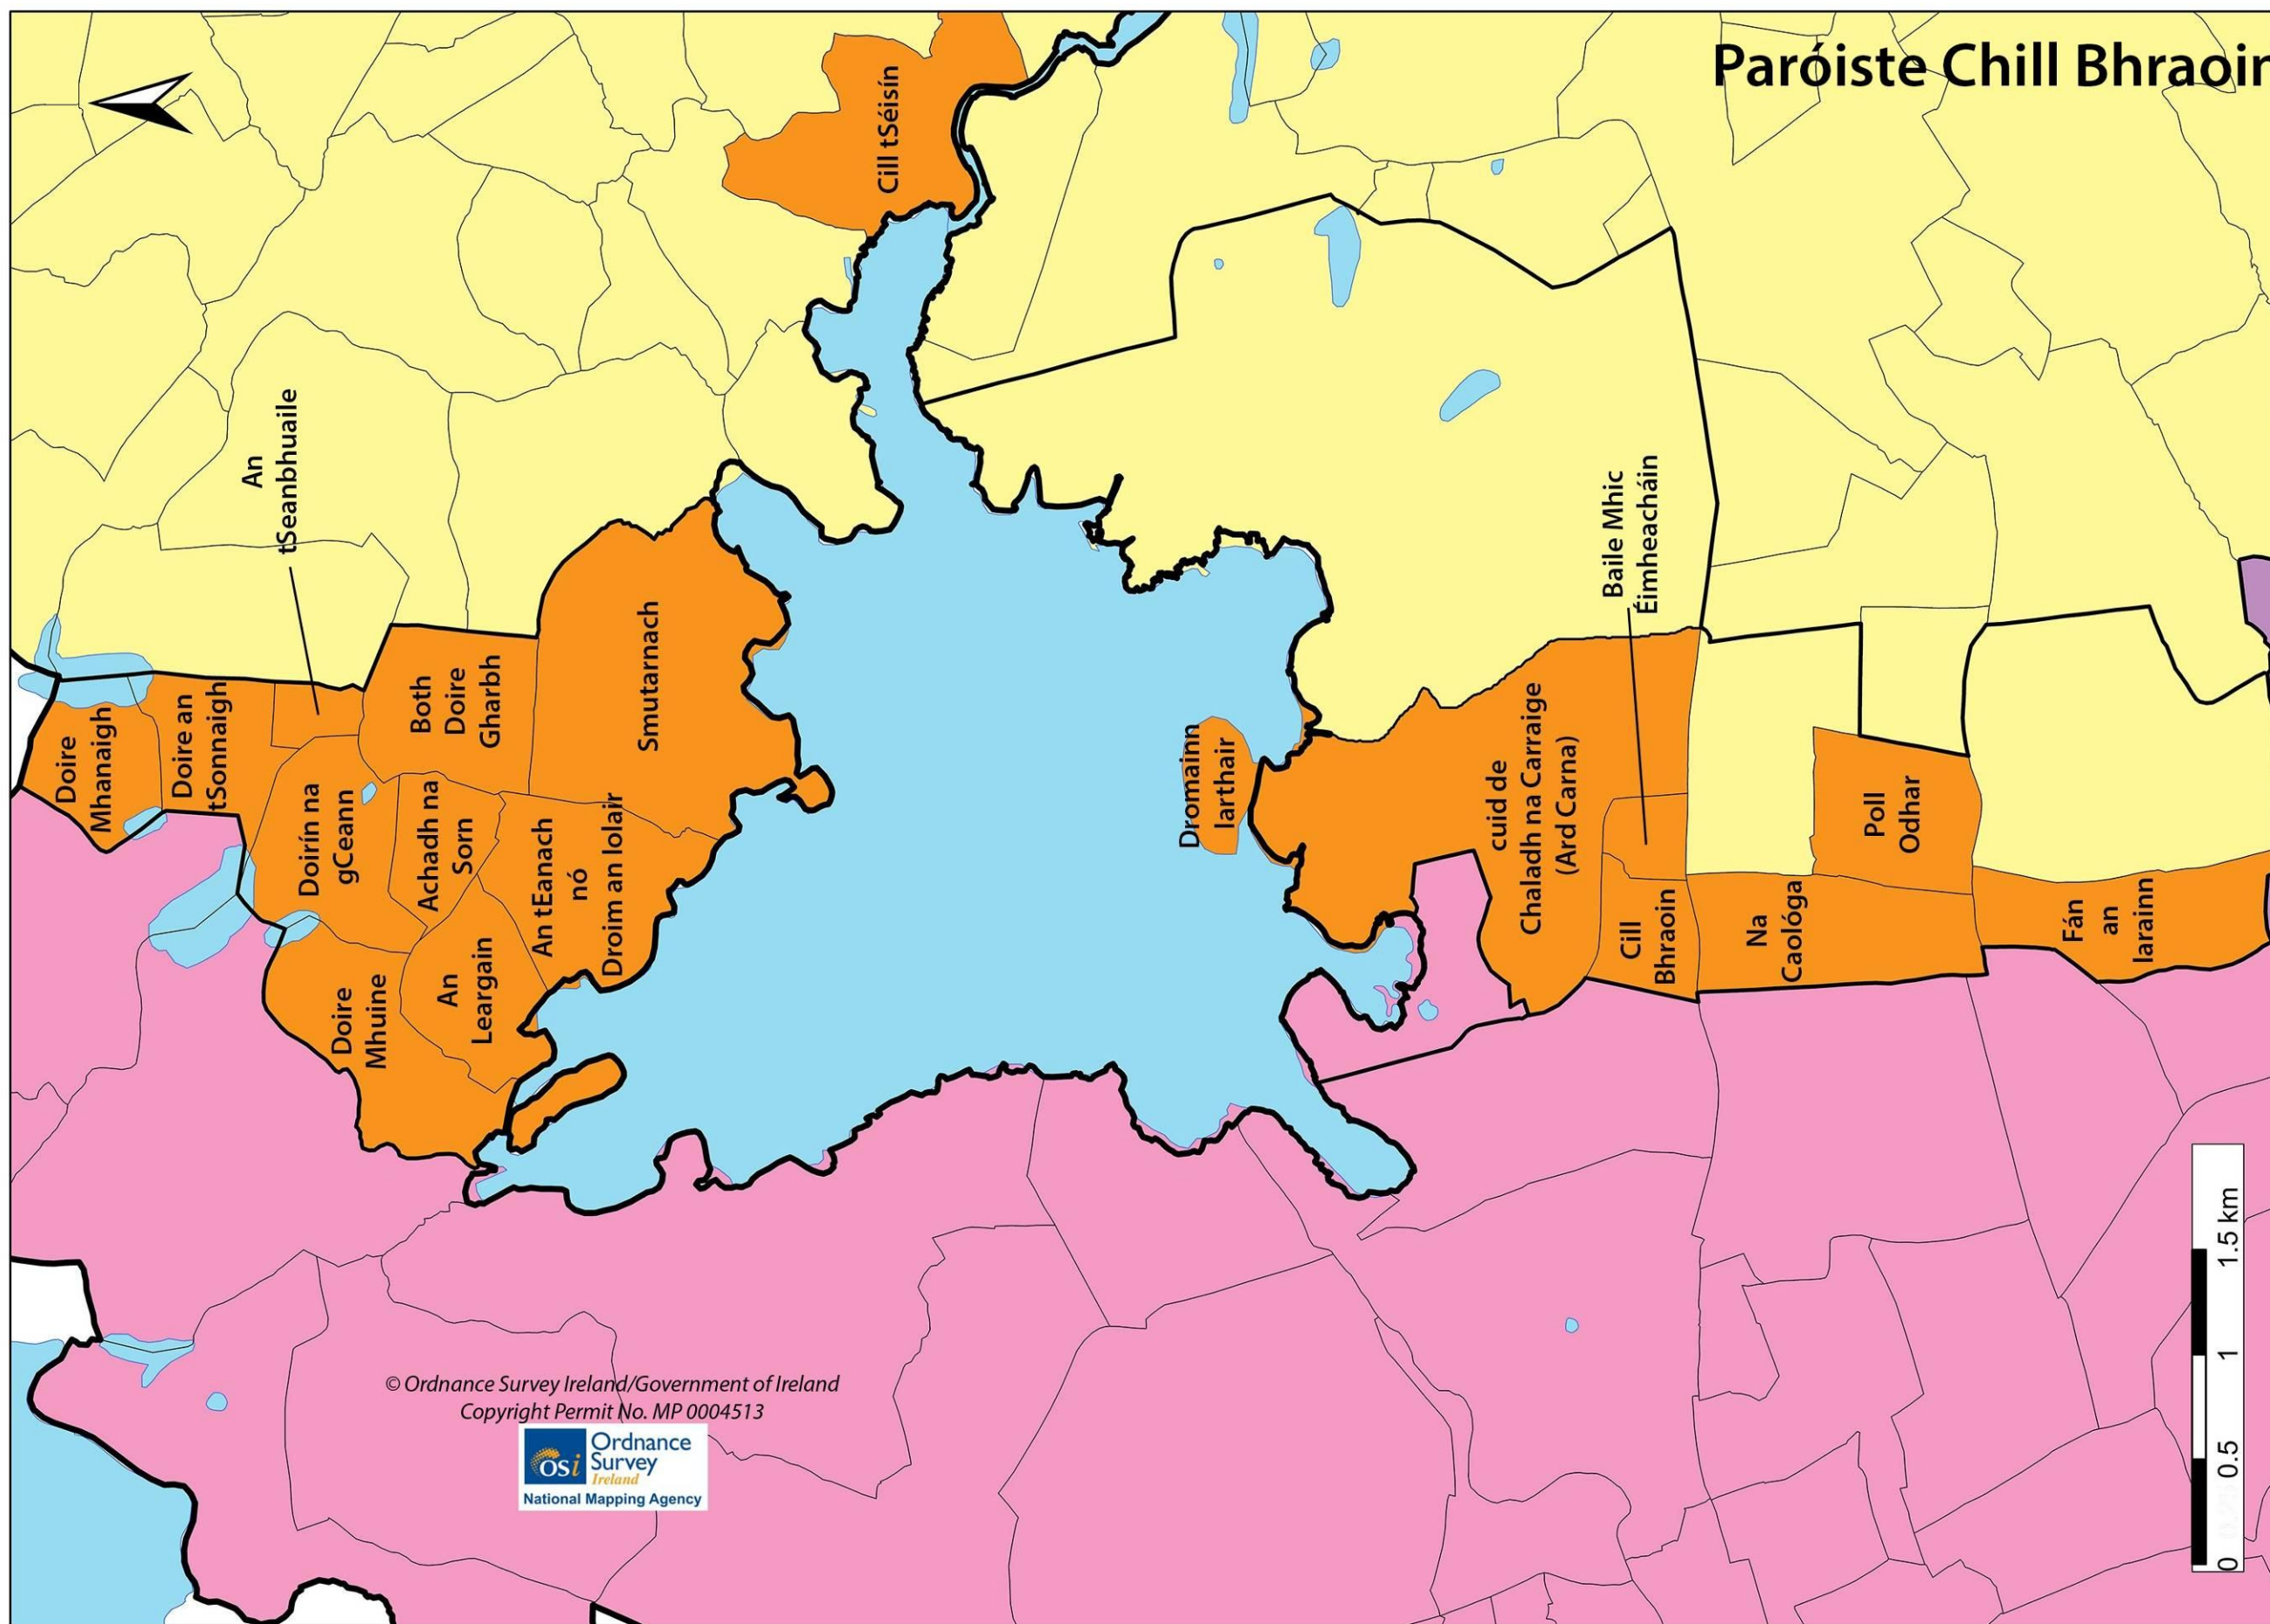 Paróiste Chill Bhraoin
Cill tSéisín
An
tSeanbhuaile
Doire
Mhanaigh
Doire an
tSonnaigh
Both
Doire
Gharbh
Smutarnach
Doirín na
gCeann
Achadh na
Sorn
An tEanach
nó
Droim an Iolair
An
Leargain
Doire
Mhuine
Dromainn
Iarthair
Baile Mhic
Éimheacháin
cuid de
Chaladh na Carraige
(Ard Carna)
Cill
Bhraoin
Na
Caológa
Poll
Odhar
Fán
an
Iarainn
© Ordnance Survey Ireland/Government of Ireland
Copyright Permit No. MP 0004513
osi
Ordnance
Survey
Ireland
National Mapping Agency
0 0.5 1 1.5 km